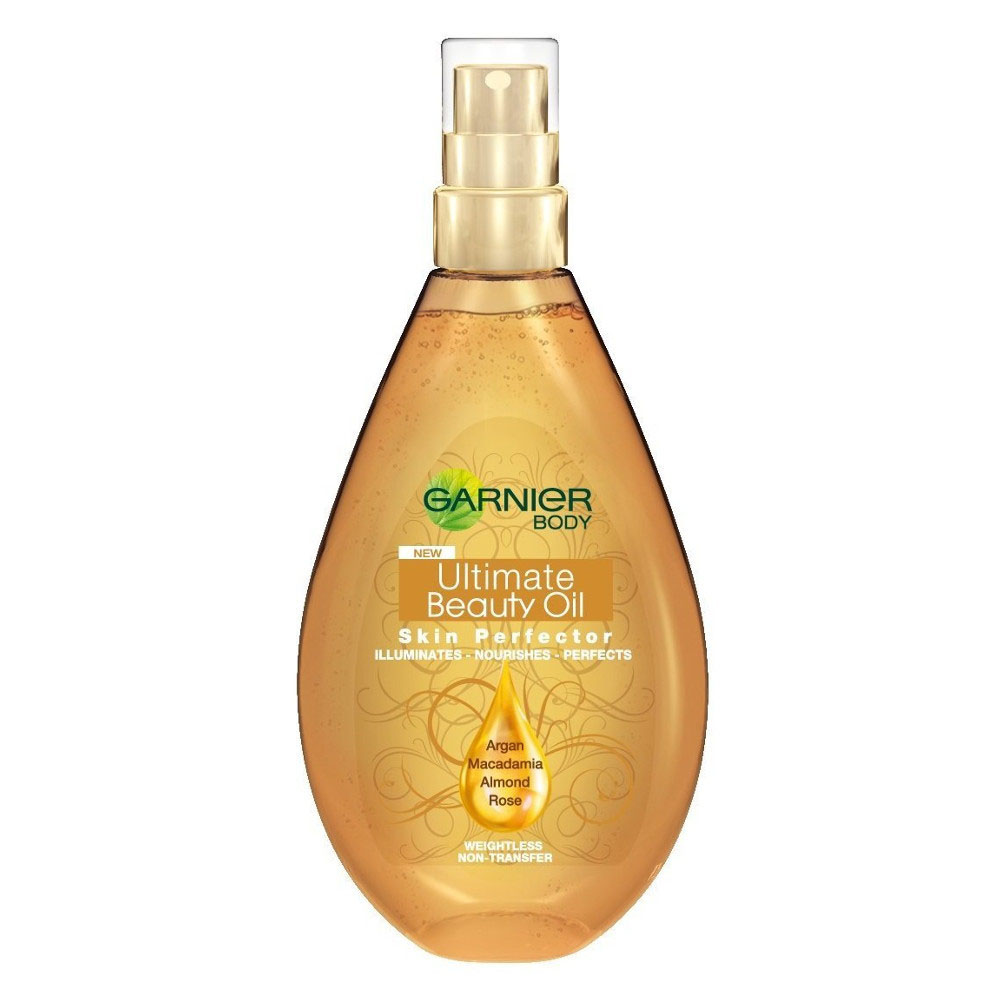 GARNIER
BODY
NEW
Ultimate
Beauty Oil
Skin Perfector
ILLUMINATES - NOURISHES - PERFECTS
Argan
Macadamia
Almond
Rose
WEIGHTLESS
NON-TRANSFER